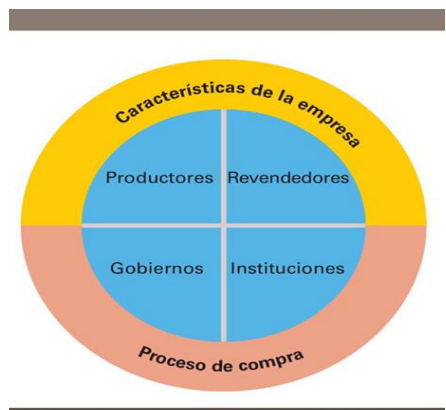 Características de la empresa
Productores
Revendedores
Gobiernos
Instituciones
Proceso de compra